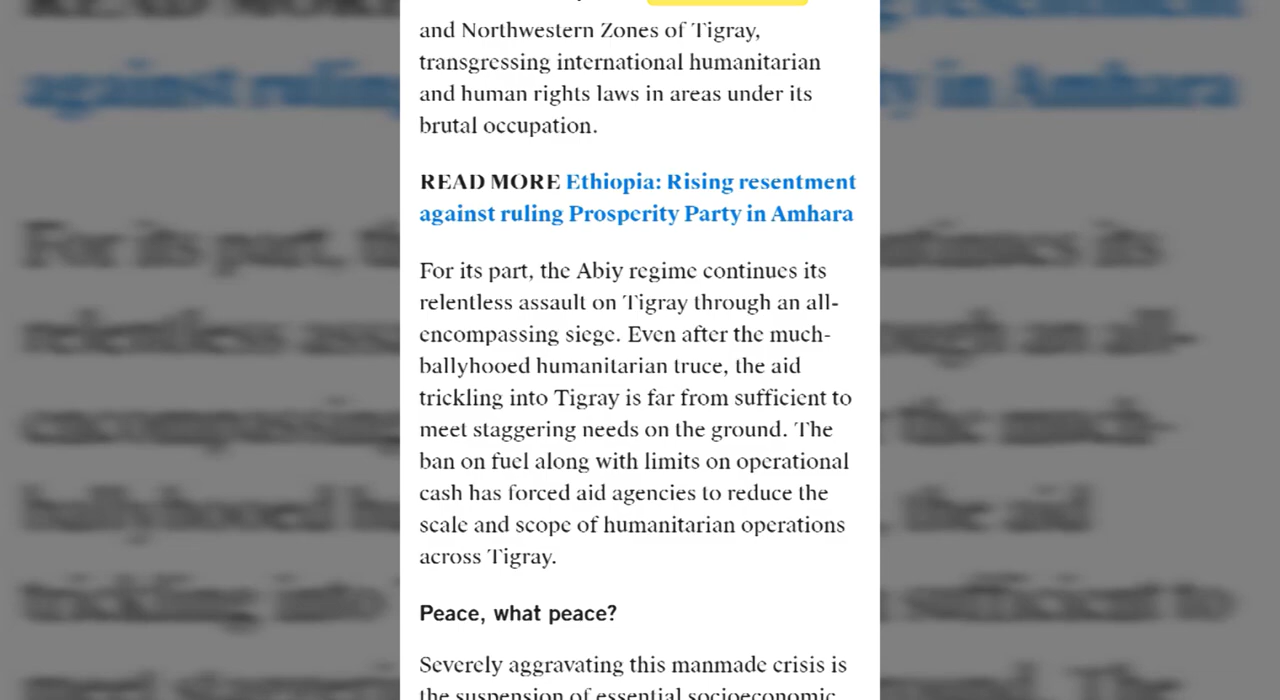 and Northwestern Zones of Tigray,
transgressing international humanitarian
and human rights laws in areas under its
brutal occupation.
READ MORE Ethiopia: Rising resentment
against ruling Prosperity Party in Amhara
For its part, the Abiy regime continues its
relentless assault on Tigray through an all-
encompassing siege. Even after the much-
ballyhooed humanitarian truce, the aid
trickling into Tigray is far from sufficient to
meet staggering needs on the ground. The
ban on fuel along with limits on operational
cash has forced aid agencies to reduce the
scale and scope of humanitarian operations
across Tigray.
Peace, what peace?
Severely aggravating this manmade crisis is
the suspension of essential socioeconomic